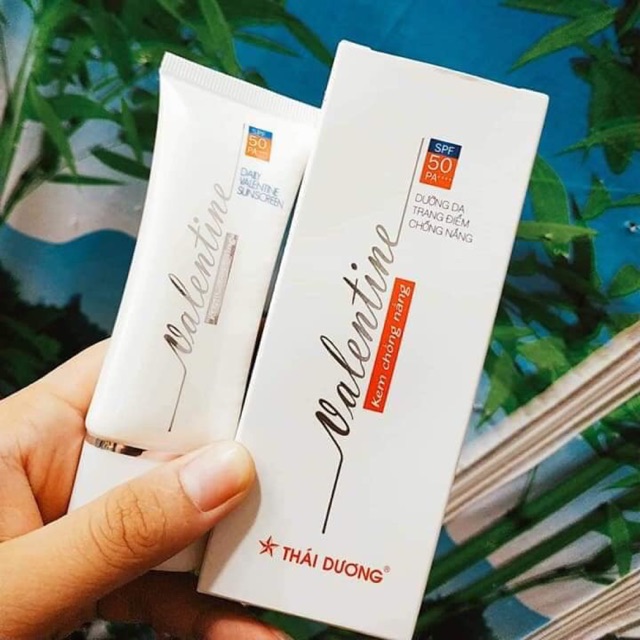 SPF
50
PA+++
DAILY
VALENTINE
SUNSCREEN
Valentine
SPF
50
PA++++
DƯỠNG DA
TRANG ĐIỂM
CHỐNG NẮNG
Valentine
Kem chống nắng
THÁI DƯƠNG®